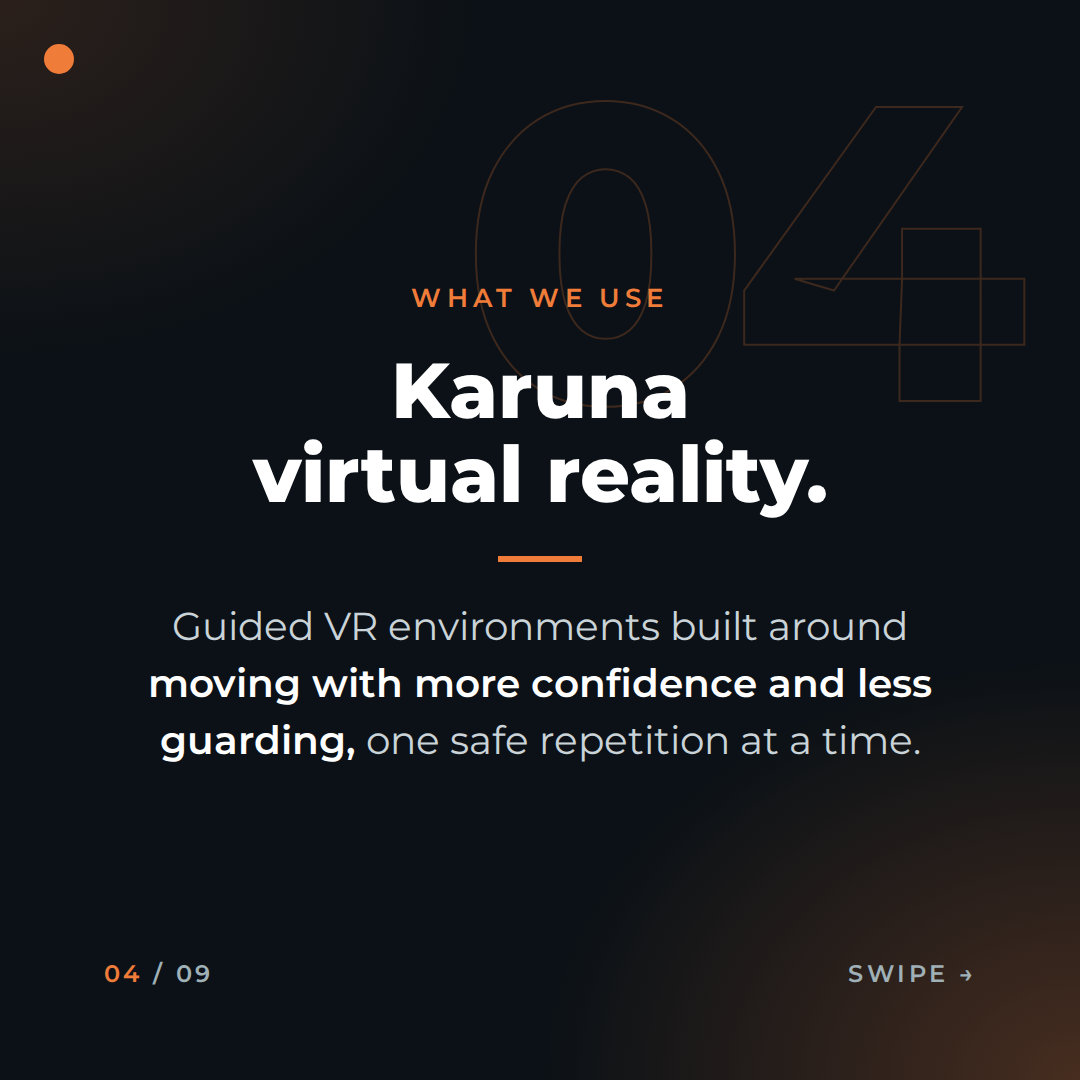 04
WHAT WE USE
Karuna
virtual reality.
Guided VR environments built around
moving with more confidence and less
guarding, one safe repetition at a time.
04 / 09
SWIPE →